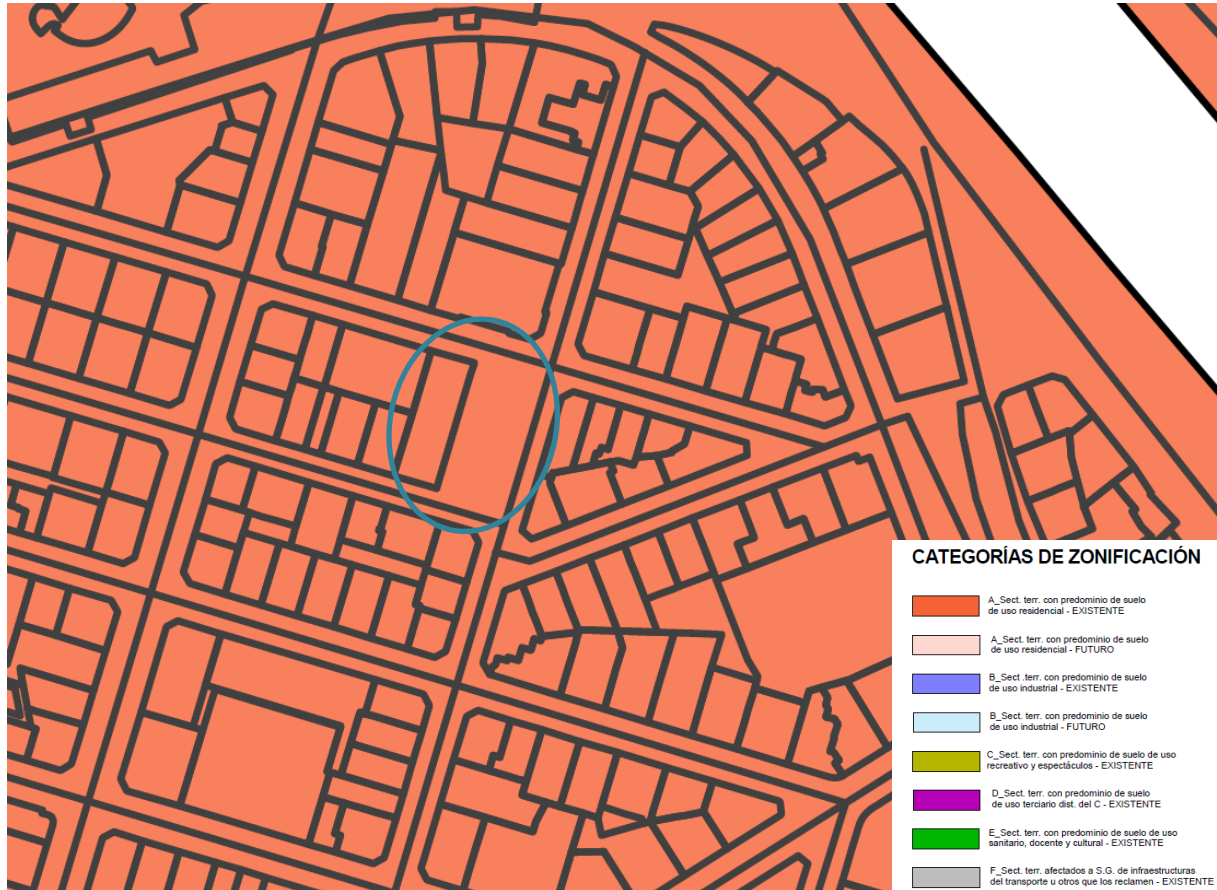 CATEGORÍAS DE ZONIFICACIÓN
A_Sect. terr. con predominio de suelo
de uso residencial - EXISTENTE
A_Sect. terr. con predominio de suelo
de uso residencial - FUTURO
B_Sect .terr. con predominio de suelo
de uso industrial - EXISTENTE
B_Sect. terr. con predominio de suelo
de uso industrial - FUTURO
C_Sect. terr. con predominio de suelo de uso
recreativo y espectáculos - EXISTENTE
D_Sect. terr. con predominio de suelo
de uso terciario dist. del C - EXISTENTE
E_Sect. terr. con predominio de suelo de uso
sanitario, docente y cultural - EXISTENTE
F_Sect. terr. afectados a S.G. de infraestructuras
del transporte u otros que los reclamen - EXISTENTE